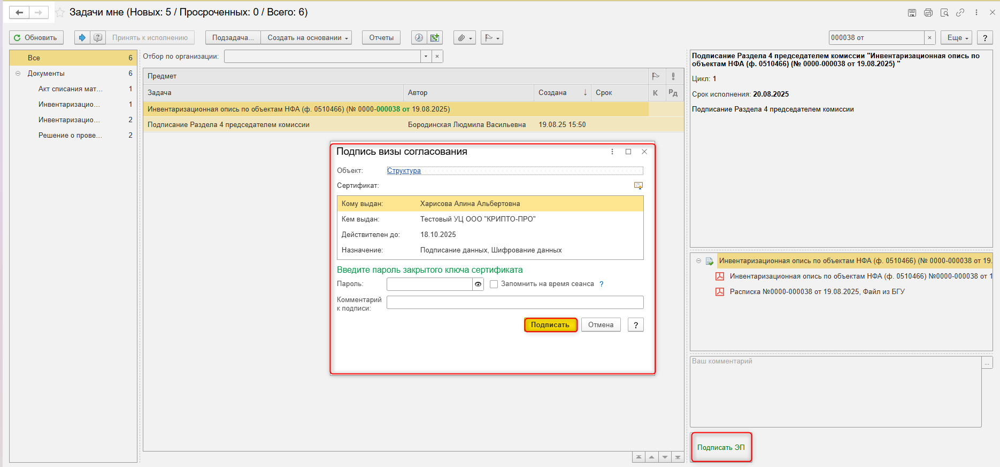 Задачи мне (Новых: 5 / Просроченных: 0 / Всего: 6)
Обновить
Принять к исполнению
Подзадача...
Создать на основании
Отчеты
000038 от
×
Еще
?
Все 6
Документы 6
Акт списания мат... 1
Инвентаризацио... 1
Инвентаризацио... 2
Решение о прове... 2
Отбор по организации:
Предмет
Задача Автор Создана ↓ Срок К Рд
Инвентаризационная опись по объектам НФА (ф. 0510466) (№ 0000-000038 от 19.08.2025)
Подписание Раздела 4 председателем комиссии Бородинская Людмила Васильевна 19.08.25 15:50
Подпись визы согласования
Объект: Структура
Сертификат:
Кому выдан: Харисова Алина Альбертовна
Кем выдан: Тестовый УЦ ООО "КРИПТО-ПРО"
Действителен до: 18.10.2025
Назначение: Подписание данных, Шифрование данных
Введите пароль закрытого ключа сертификата
Пароль: Запомнить на время сеанса ?
Комментарий
к подписи:
Подписать Отмена ?
Подписание Раздела 4 председателем комиссии "Инвентаризационная опись по
объектам НФА (ф. 0510466) (№ 0000-000038 от 19.08.2025) "
Цикл: 1
Срок исполнения: 20.08.2025
Подписание Раздела 4 председателем комиссии
Инвентаризационная опись по объектам НФА (ф. 0510466) (№ 0000-000038 от 19.
Инвентаризационная опись по объектам НФА (ф. 0510466) №0000-000038 от 1
Расписка №0000-000038 от 19.08.2025, Файл из БГУ
Ваш комментарий
...
Подписать ЭП